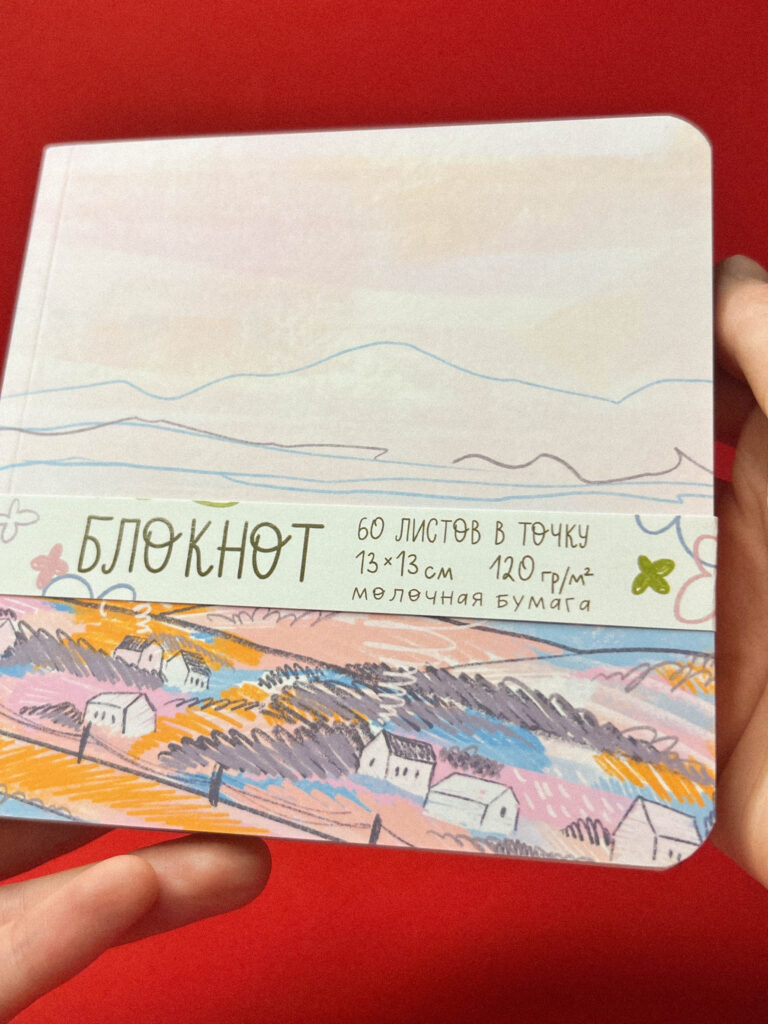 БЛОКНОТ
60 ЛИСТОВ В ТОЧКУ
13×13 см 120 гр/м²
молочная бумага